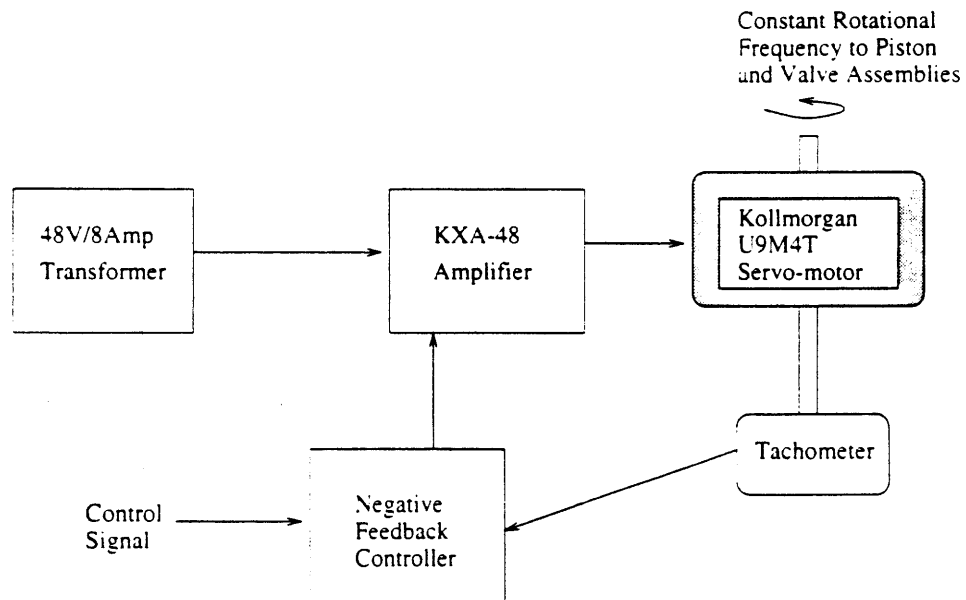 Constant Rotational
Frequency to Piston
and Valve Assemblies
48V/8Amp
Transformer
KXA-48
Amplifier
Kollmorgan
U9M4T
Servo-motor
Tachometer
Control
Signal
Negative
Feedback
Controller